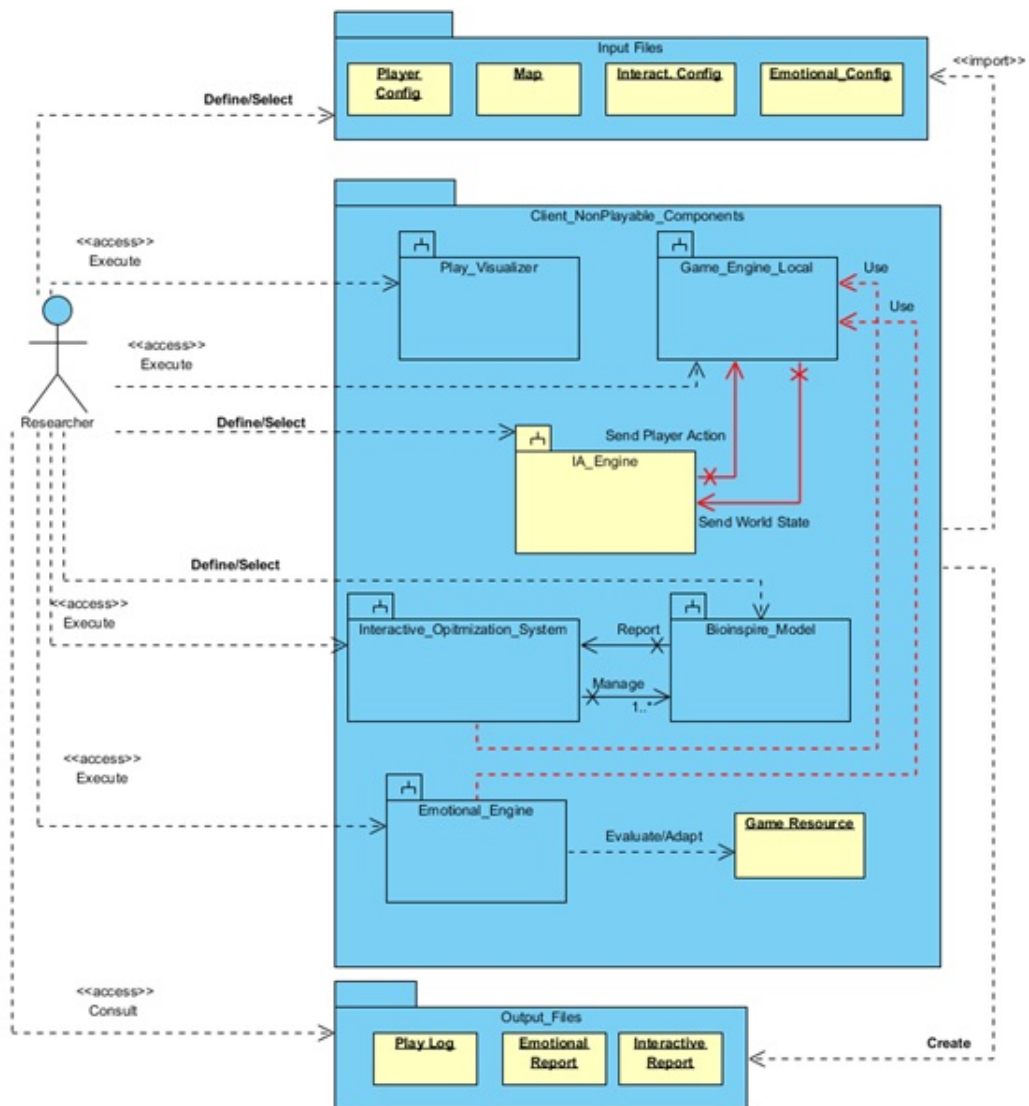 Input Files
<<import>>
Player
Config
Map
Interact. Config
Emotional_Config
Define/Select
Client_NonPlayable_Components
<<access>>
Execute
Play_Visualizer
Game_Engine_Local
Use
Use
<<access>>
Execute
Researcher
Define/Select
Send Player Action
IA_Engine
Send World State
Define/Select
<<access>>
Execute
Interactive_Opitmization_System
Report
Bioinspire_Model
Manage
1..*
<<access>>
Execute
Emotional_Engine
Evaluate/Adapt
Game Resource
<<access>>
Consult
Output_Files
Play Log
Emotional
Report
Interactive
Report
Create